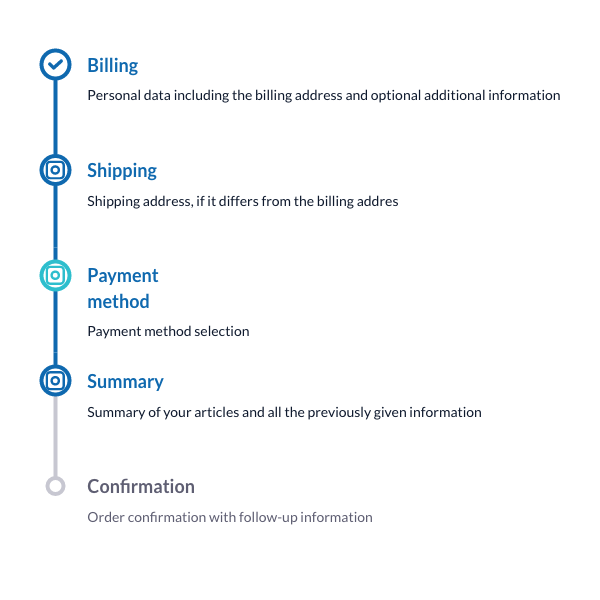 Billing
Personal data including the billing address and optional additional information
Shipping
Shipping address, if it differs from the billing addres
Payment
method
Payment method selection
Summary
Summary of your articles and all the previously given information
Confirmation
Order confirmation with follow-up information